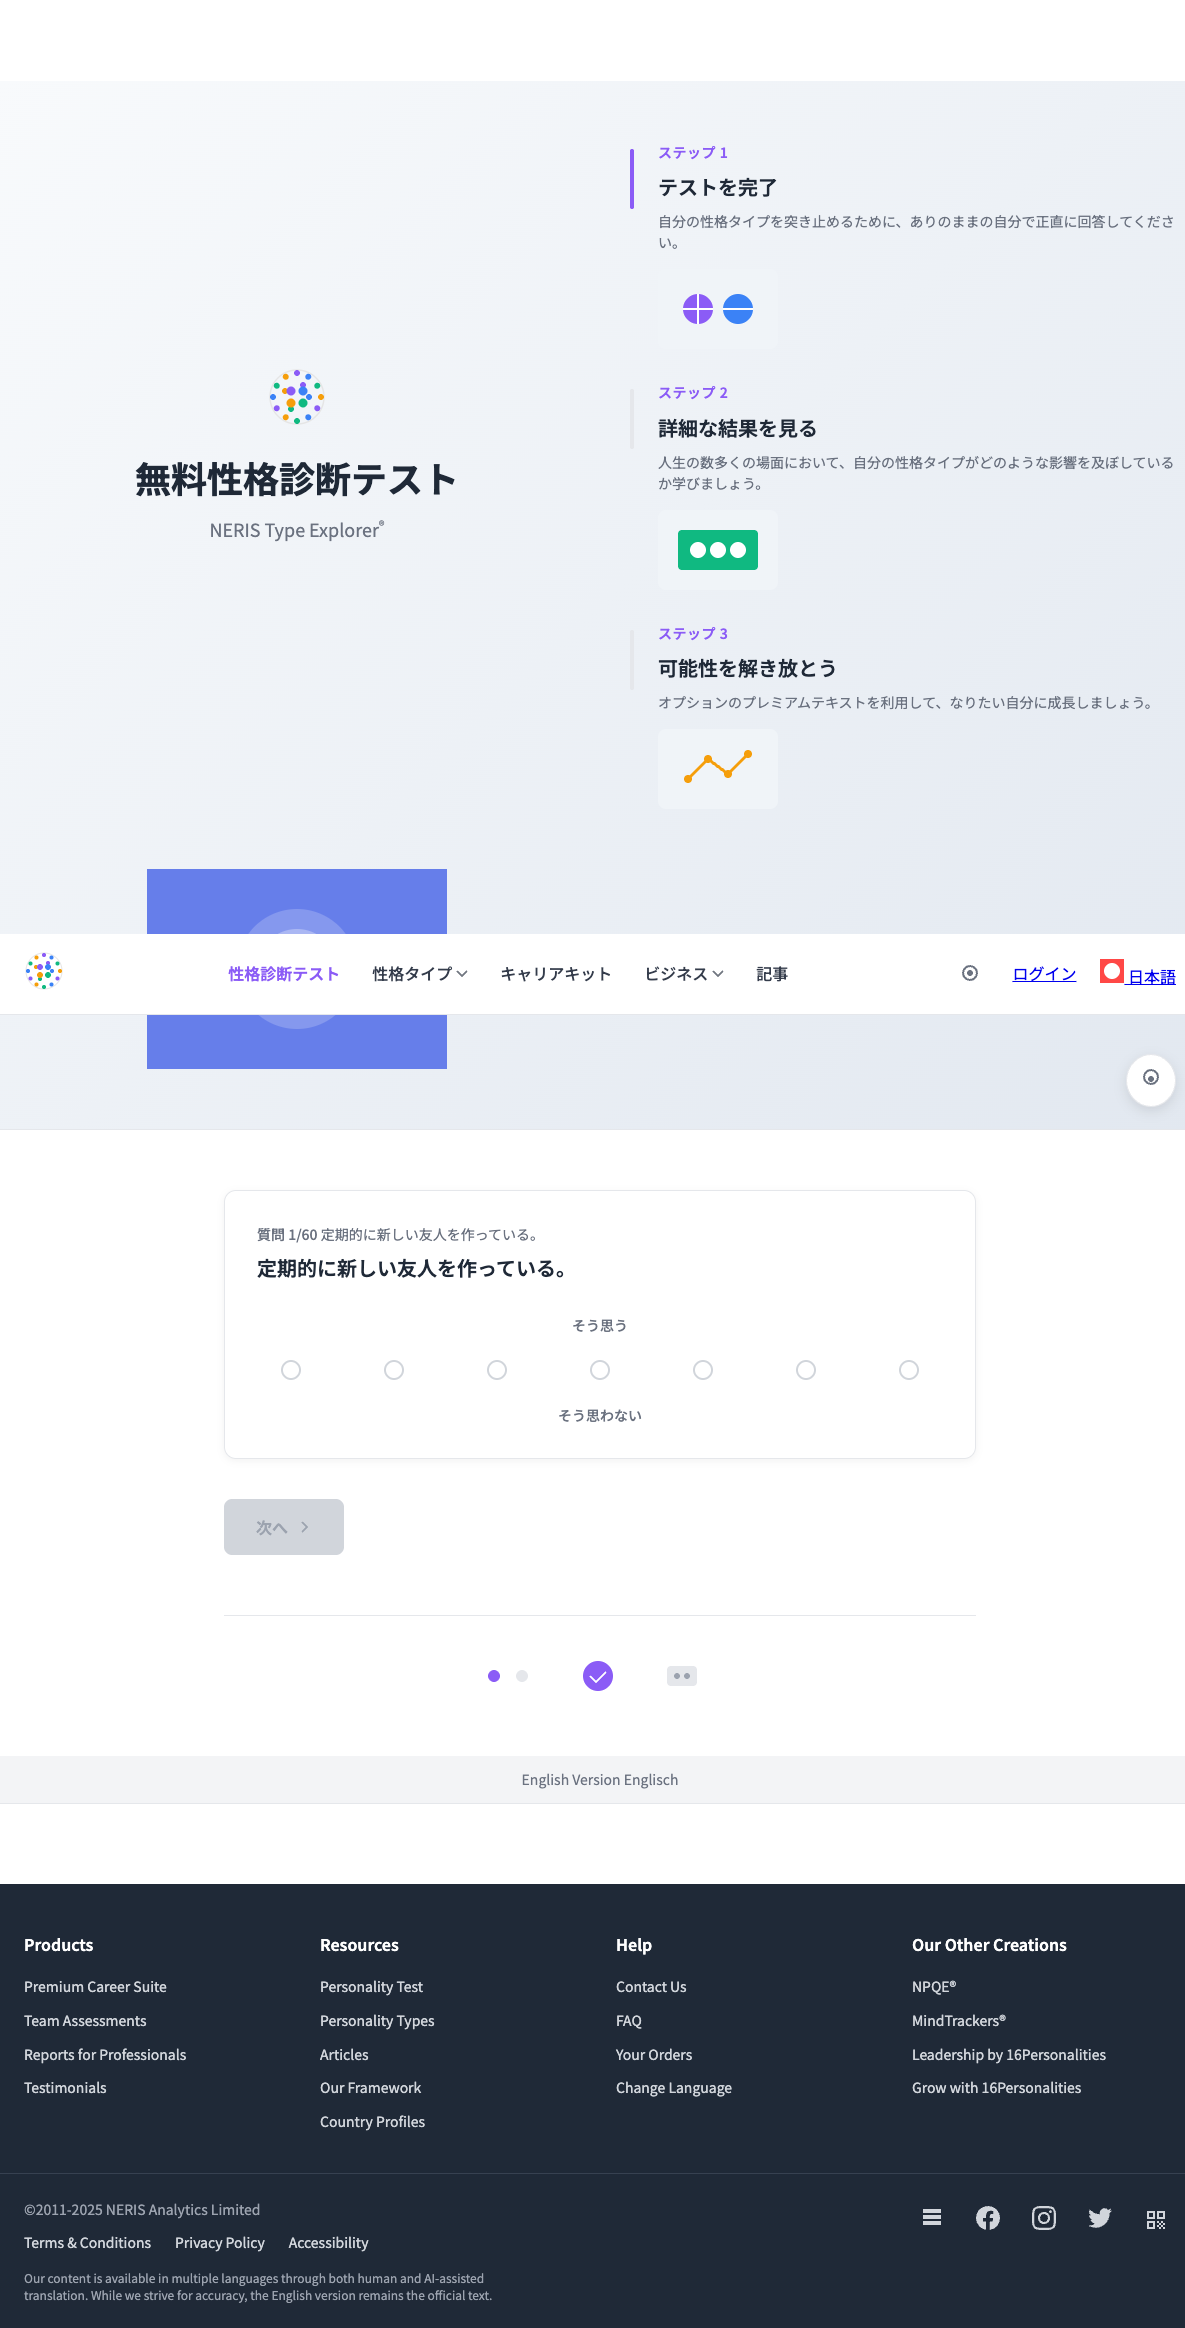 無料性格診断テスト
NERIS Type Explorer®
ステップ 1
テストを完了
自分の性格タイプを突き止めるために、ありのままの自分で正直に回答してくださ
い。
ステップ 2
詳細な結果を見る
人生の数多くの場面において、自分の性格タイプがどのような影響を及ぼしている
か学びましょう。
ステップ 3
可能性を解き放とう
オプションのプレミアムテキストを利用して、なりたい自分に成長しましょう。
性格診断テスト
性格タイプ
キャリアキット
ビジネス
記事
ログイン
日本語
質問 1/60 定期的に新しい友人を作っている。
定期的に新しい友人を作っている。
そう思う
そう思わない
次へ
English Version Englisch
Products
Premium Career Suite
Team Assessments
Reports for Professionals
Testimonials
Resources
Personality Test
Personality Types
Articles
Our Framework
Country Profiles
Help
Contact Us
FAQ
Your Orders
Change Language
Our Other Creations
NPQE®
MindTrackers®
Leadership by 16Personalities
Grow with 16Personalities
©2011-2025 NERIS Analytics Limited
Terms & Conditions
Privacy Policy
Accessibility
Our content is available in multiple languages through both human and AI-assisted
translation. While we strive for accuracy, the English version remains the official text.